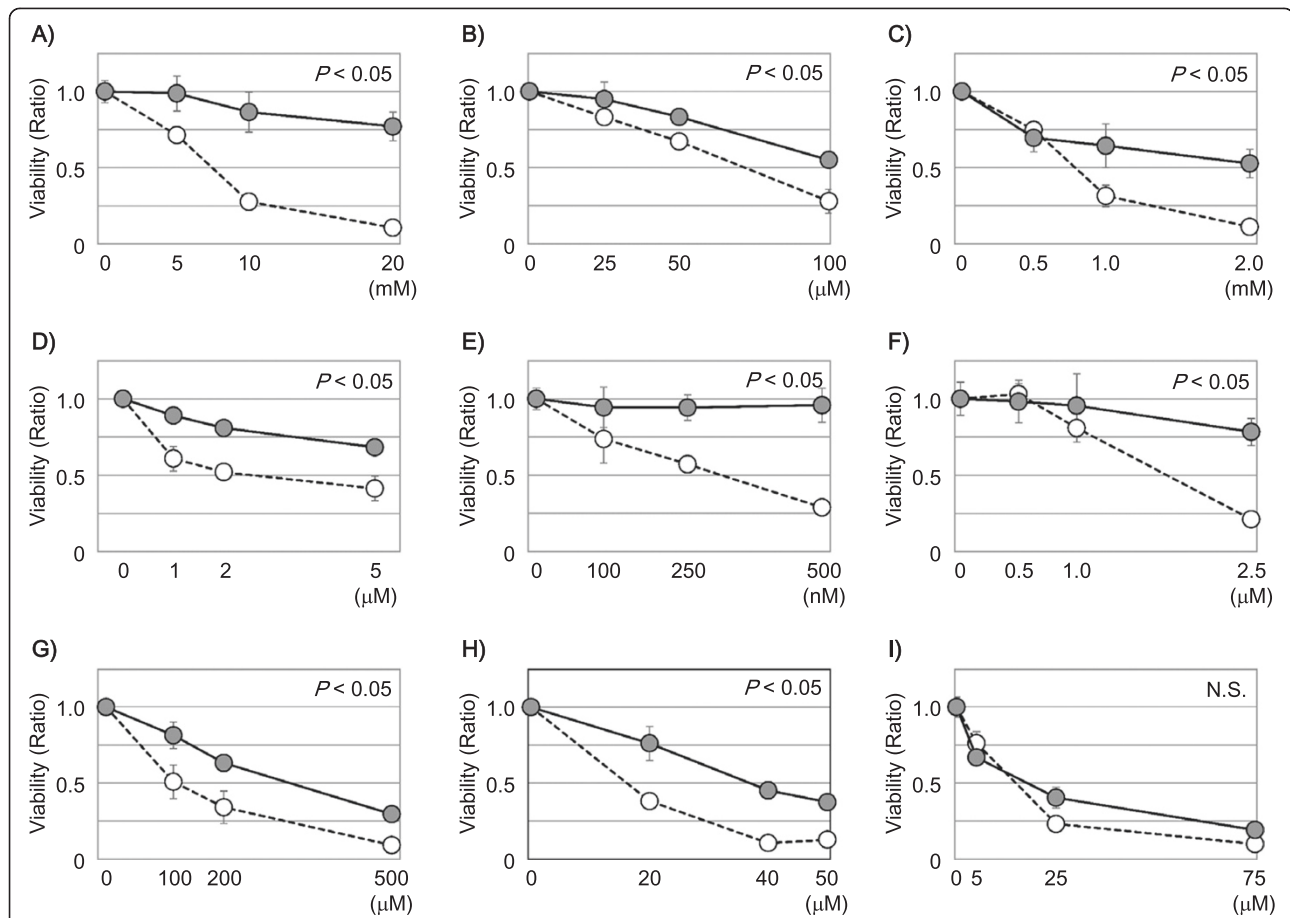 A)
P < 0.05
Viability (Ratio)
1.0
0.5
0
0 5 10 20
(mM)
B)
P < 0.05
Viability (Ratio)
1.0
0.5
0
0 25 50 100
(μM)
C)
P < 0.05
Viability (Ratio)
1.0
0.5
0
0 0.5 1.0 2.0
(mM)
D)
P < 0.05
Viability (Ratio)
1.0
0.5
0
0 1 2 5
(μM)
E)
P < 0.05
Viability (Ratio)
1.0
0.5
0
0 100 250 500
(nM)
F)
P < 0.05
Viability (Ratio)
1.0
0.5
0
0 0.5 1.0 2.5
(μM)
G)
P < 0.05
Viability (Ratio)
1.0
0.5
0
0 100 200 500
(μM)
H)
P < 0.05
Viability (Ratio)
1.0
0.5
0
0 20 40 50
(μM)
I)
N.S.
Viability (Ratio)
1.0
0.5
0
0 5 25 75
(μM)